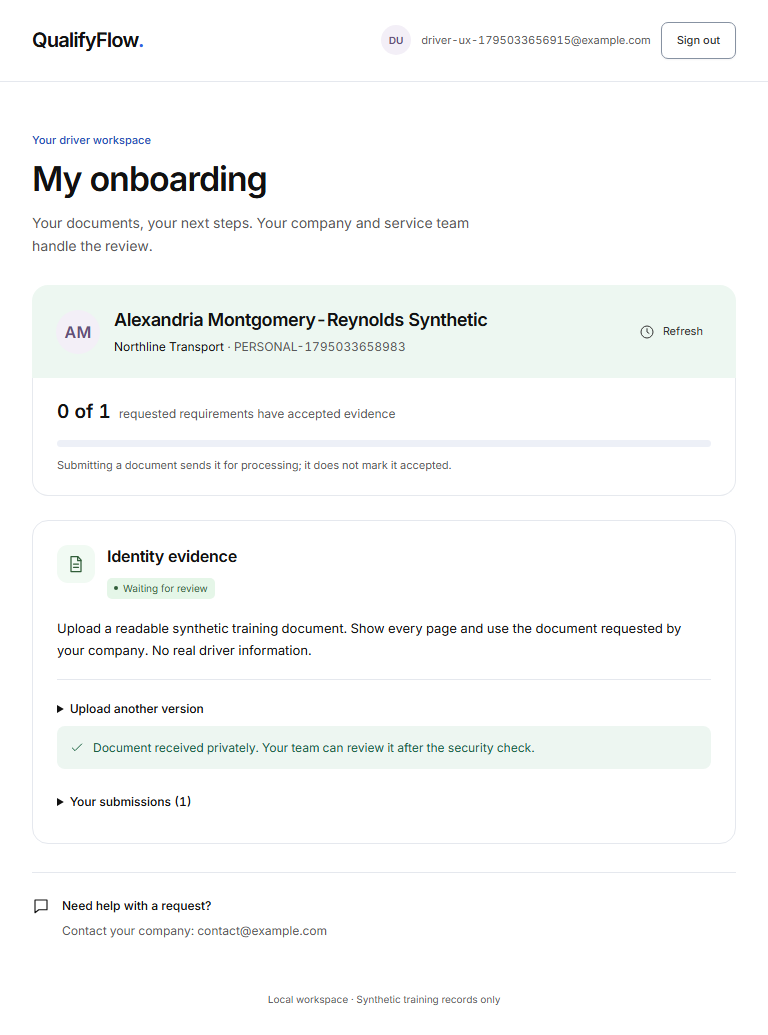 QualifyFlow.
DU
driver-ux-1795033656915@example.com
Sign out
Your driver workspace
My onboarding
Your documents, your next steps. Your company and service team
handle the review.
AM
Alexandria Montgomery-Reynolds Synthetic
Northline Transport · PERSONAL-1795033658983
Refresh
0 of 1 requested requirements have accepted evidence
Submitting a document sends it for processing; it does not mark it accepted.
Identity evidence
Waiting for review
Upload a readable synthetic training document. Show every page and use the document requested by
your company. No real driver information.
Upload another version
Document received privately. Your team can review it after the security check.
Your submissions (1)
Need help with a request?
Contact your company: contact@example.com
Local workspace · Synthetic training records only